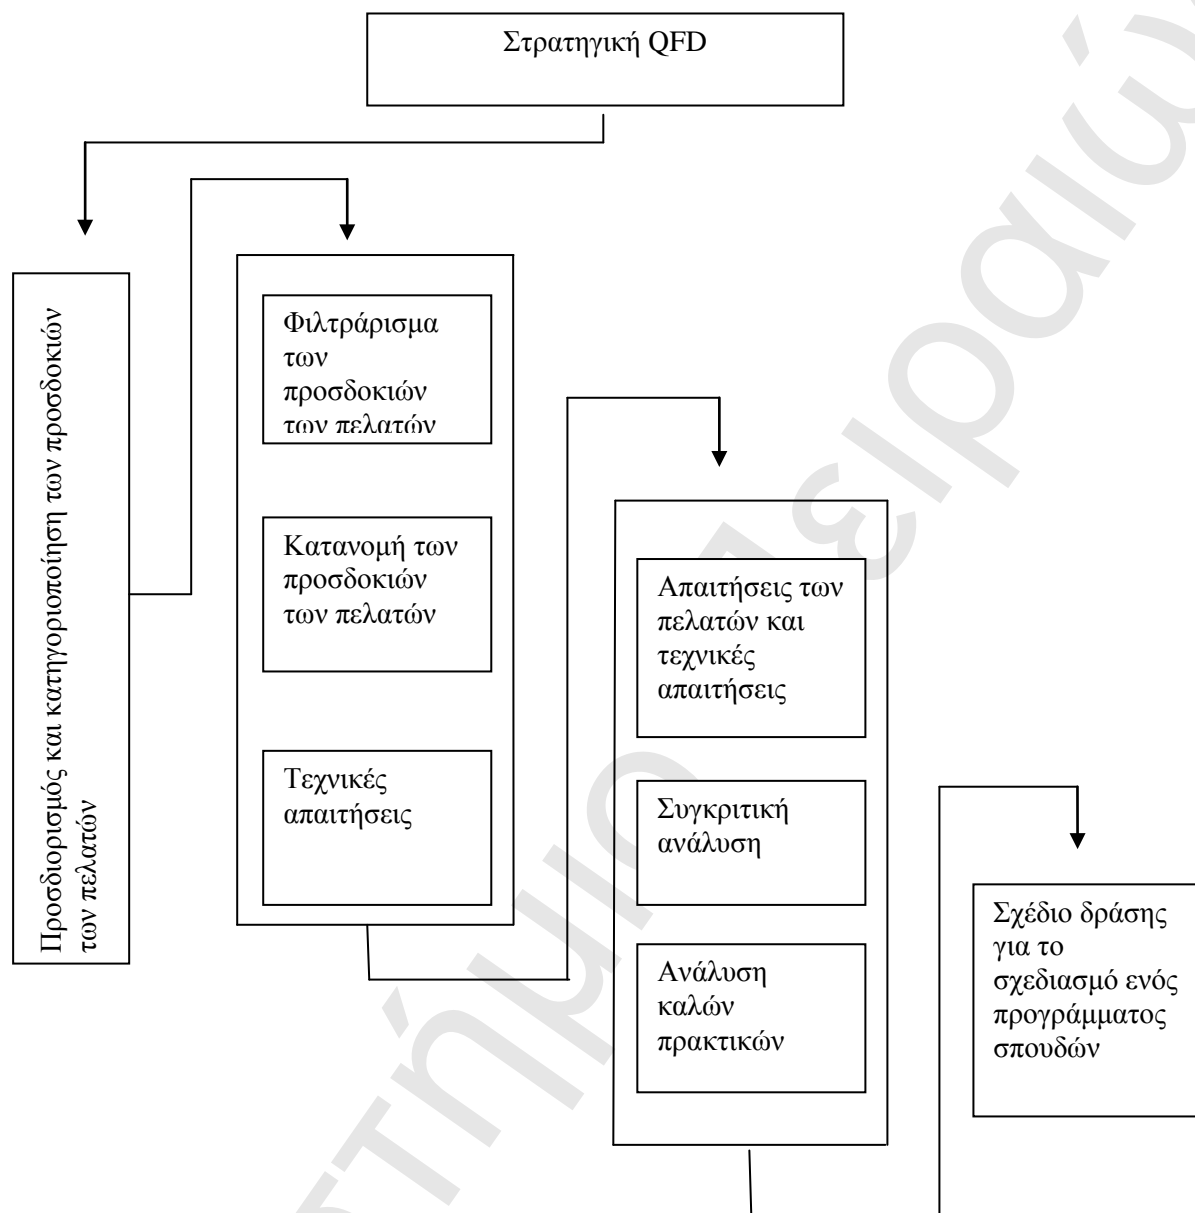 Στρατηγική QFD
Προσδιορισμός και κατηγοριοποίηση των προσδοκιών
των πελατών
Φιλτράρισμα
των
προσδοκιών
των πελατών
Κατανομή των
προσδοκιών
των πελατών
Τεχνικές
απαιτήσεις
Απαιτήσεις των
πελατών και
τεχνικές
απαιτήσεις
Συγκριτική
ανάλυση
Ανάλυση
καλών
πρακτικών
Σχέδιο δράσης
για το
σχεδιασμό ενός
προγράμματος
σπουδών